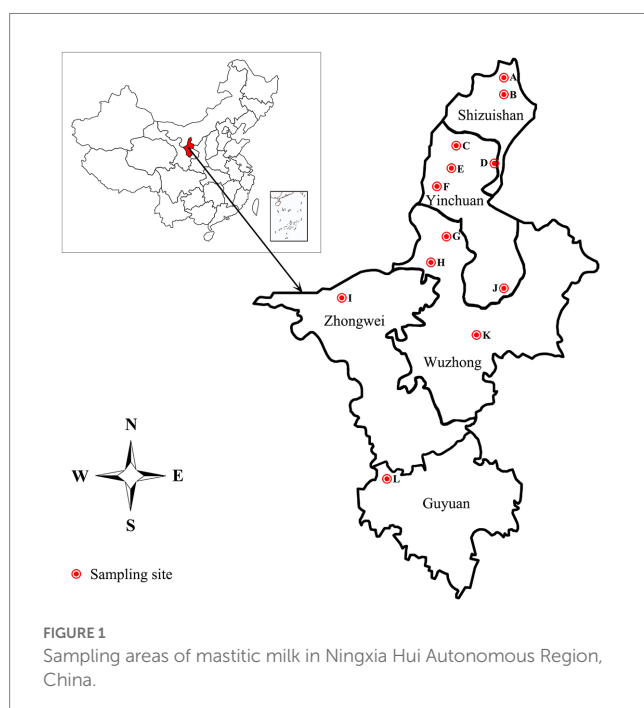 A
B
Shizuishan
C
D
E
F
Yinchuan
G
H
J
I
Zhongwei
K
Wuzhong
N
W E
S
L
Guyuan
Sampling site
FIGURE 1
Sampling areas of mastitic milk in Ningxia Hui Autonomous Region,
China.